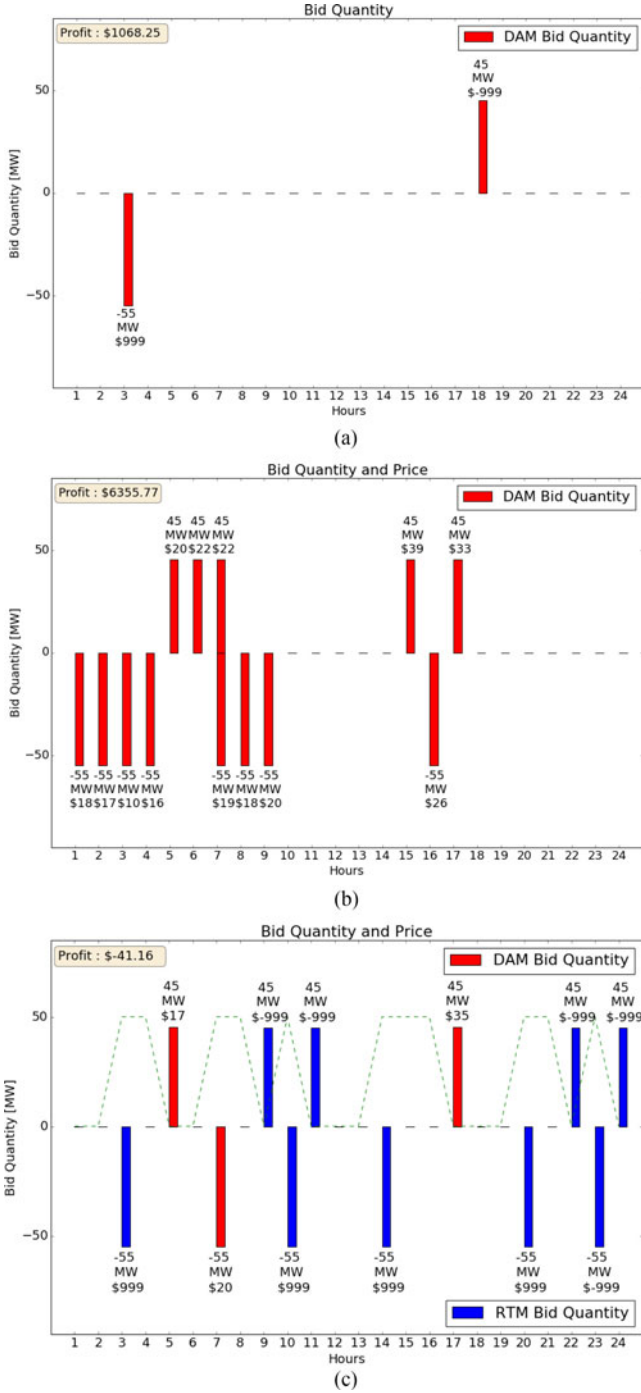 Bid Quantity
Profit : $1068.25
DAM Bid Quantity
45
MW
$-999
50
0
−50
Bid Quantity [MW]
-55
MW
$999
1 2 3 4 5 6 7 8 9 10 11 12 13 14 15 16 17 18 19 20 21 22 23 24
Hours
(a)
Bid Quantity and Price
Profit : $6355.77
DAM Bid Quantity
45 45 45 45 45
MW MW MW MW MW
$20 $22 $22 $39 $33
50
0
−50
Bid Quantity [MW]
-55 -55 -55 -55 -55 -55 -55 -55
MW MW MW MW MW MW MW MW
$18 $17 $10 $16 $19 $18 $20 $26
1 2 3 4 5 6 7 8 9 10 11 12 13 14 15 16 17 18 19 20 21 22 23 24
Hours
(b)
Bid Quantity and Price
Profit : $-41.16
DAM Bid Quantity
45 45 45 45 45 45
MW MW MW MW MW MW
$17 $-999 $-999 $35 $-999 $-999
50
0
−50
Bid Quantity [MW]
-55 -55 -55 -55 -55 -55
MW MW MW MW MW MW
$999 $20 $999 $999 $999 $-999
RTM Bid Quantity
1 2 3 4 5 6 7 8 9 10 11 12 13 14 15 16 17 18 19 20 21 22 23 24
Hours
(c)